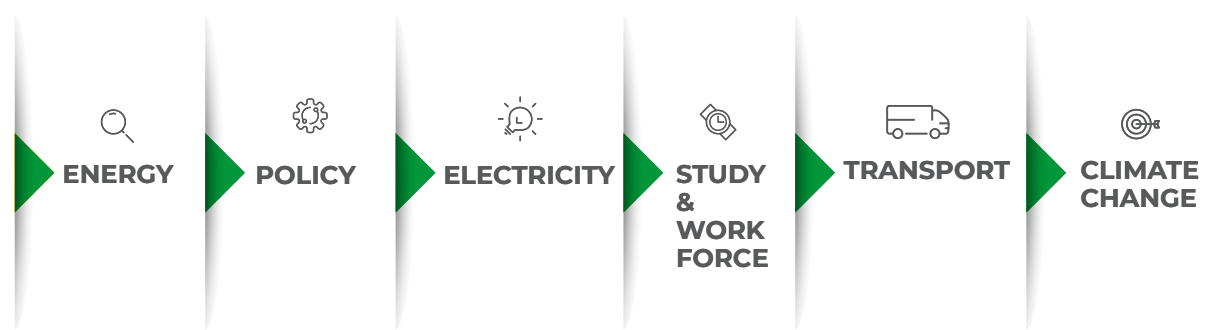 ENERGY
POLICY
ELECTRICITY
STUDY
&
WORK
FORCE
TRANSPORT
CLIMATE
CHANGE